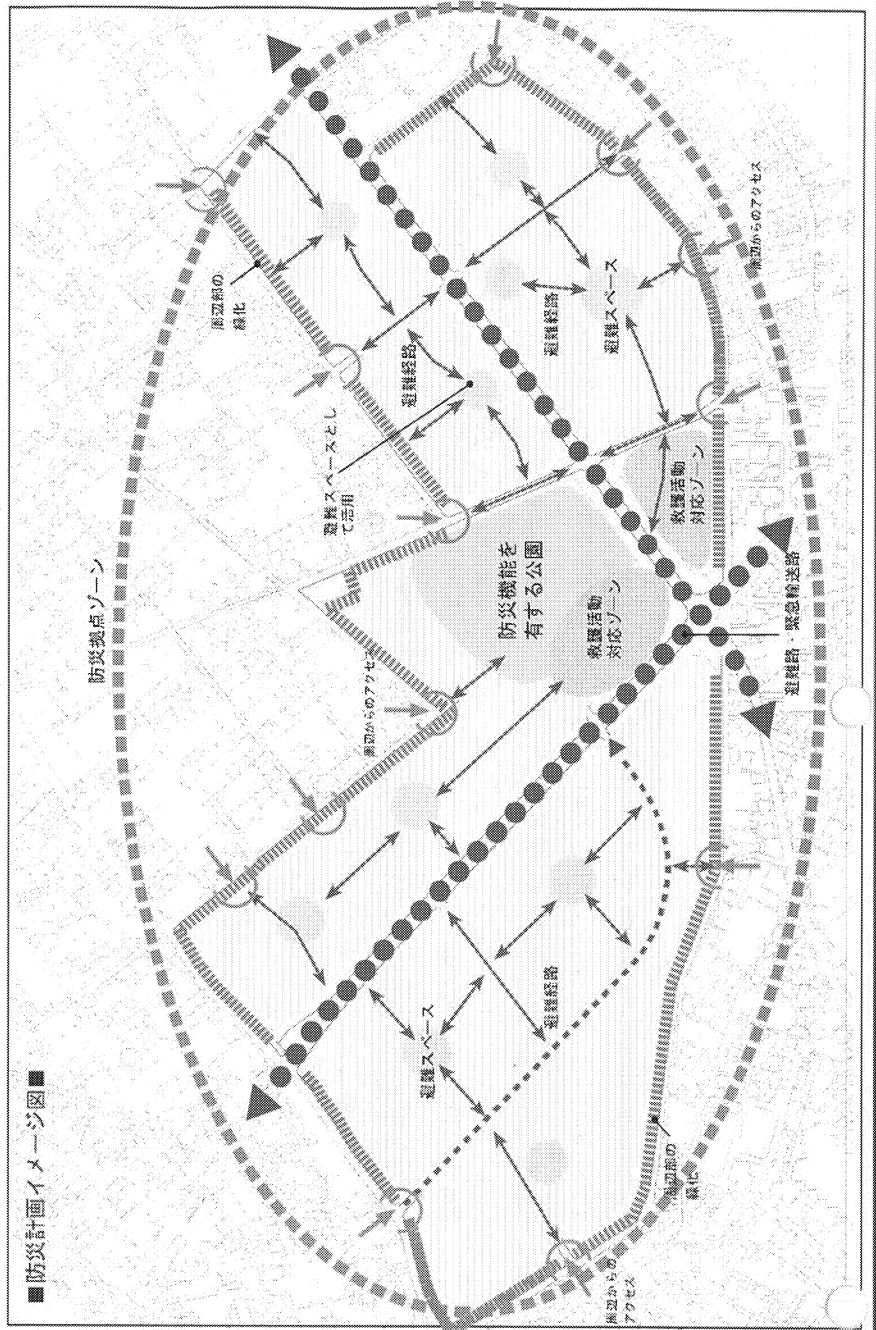 ■防災計画イメージ図■
防災拠点ゾーン
周辺部の
緑化
避難スペースとし
て活用
避難経路
周辺からのアクセス
防災機能を
有する公園
救護活動
対応ゾーン
救護活動
対応ゾーン
避難経路
避難スペース
周辺からのアクセス
避難スペース
避難経路
避難路・緊急輸送路
周辺部の
緑化
周辺からの
アクセス